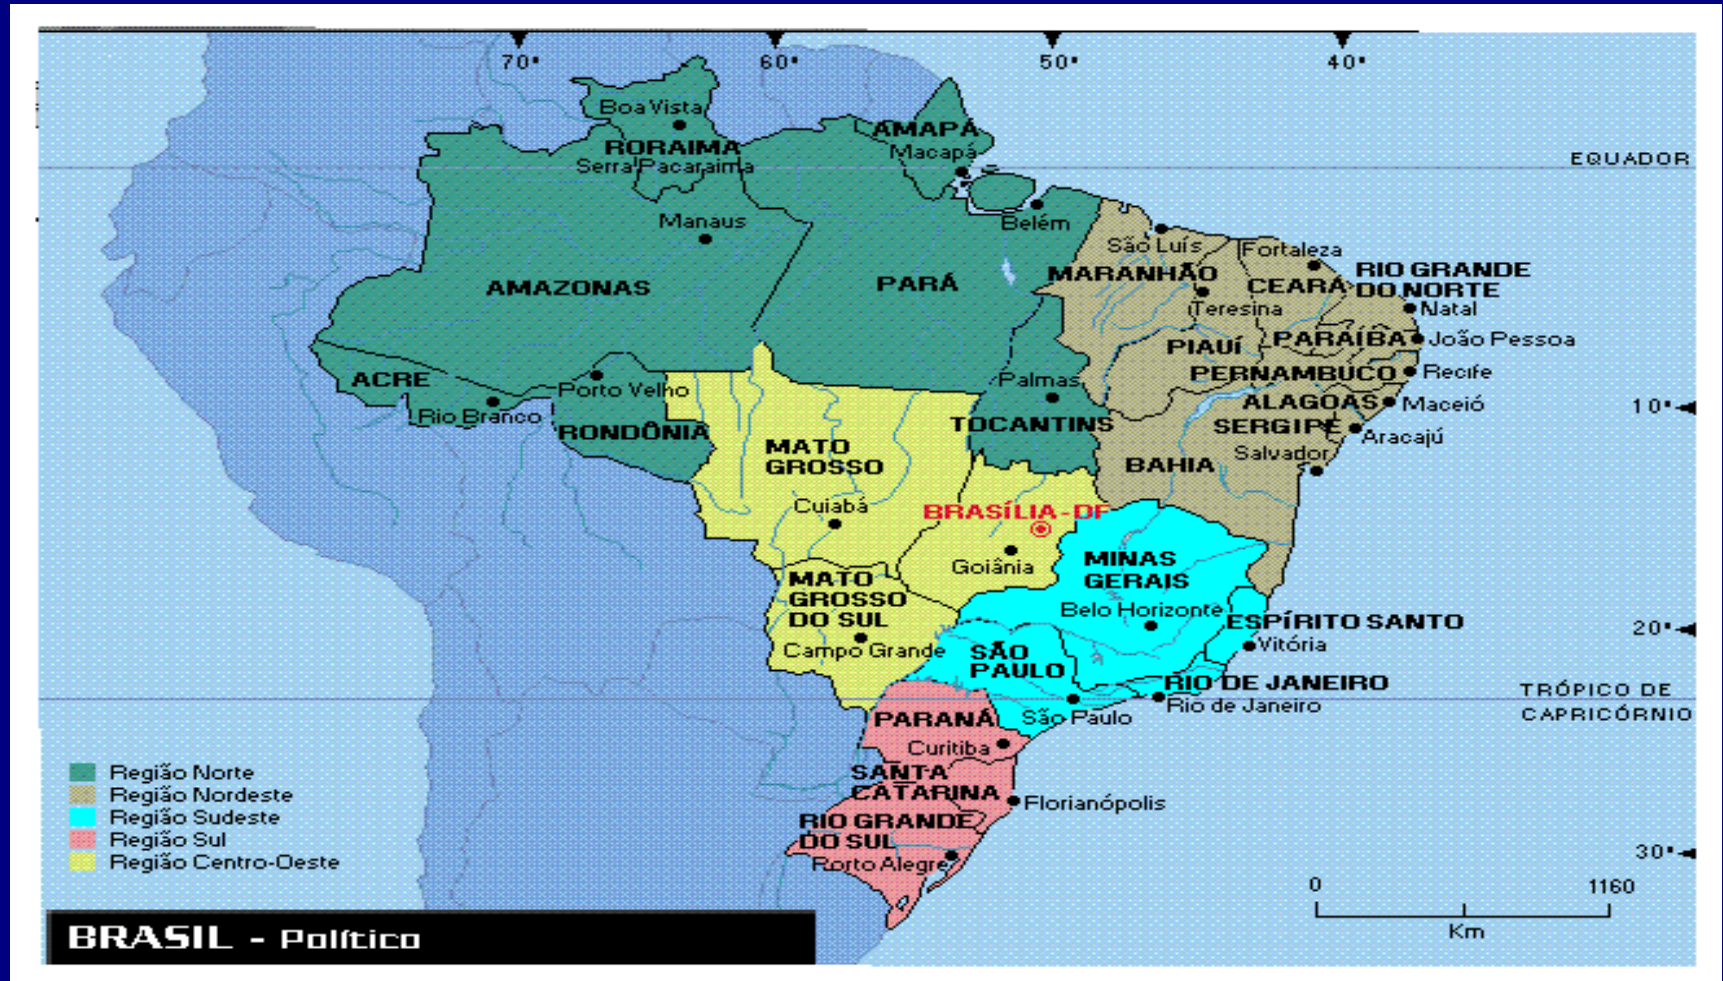 70°
60°
50°
40°
Boa Vista
RORAIMA
Serra Pacaraima
AMAPÁ
Macapá
EQUADOR
Manaus
Belém
São Luís
Fortaleza
AMAZONAS
PARÁ
MARANHÃO
CEARÁ
RIO GRANDE
DO NORTE
Teresina
Natal
PIAUÍ
PARAÍBA
João Pessoa
ACRE
Porto Velho
Palmas
PERNAMBUCO
Recife
Rio Branco
ALAGOAS
Maceió
10°
RONDÔNIA
TOCANTINS
SERGIPE
Aracajú
MATO
GROSSO
BAHIA
Salvador
Cuiabá
BRASÍLIA-DF
Goiânia
MINAS
GERAIS
MATO
GROSSO
DO SUL
Belo Horizonte
ESPÍRITO SANTO
20°
Vitória
Campo Grande
SÃO
PAULO
RIO DE JANEIRO
Rio de Janeiro
TRÓPICO DE
CAPRICÓRNIO
PARANÁ
São Paulo
Curitiba
SANTA
CATARINA
Florianópolis
RIO GRANDE
DO SUL
Porto Alegre
30°
Região Norte
Região Nordeste
Região Sudeste
Região Sul
Região Centro-Oeste
0
1160
Km
BRASIL - Político